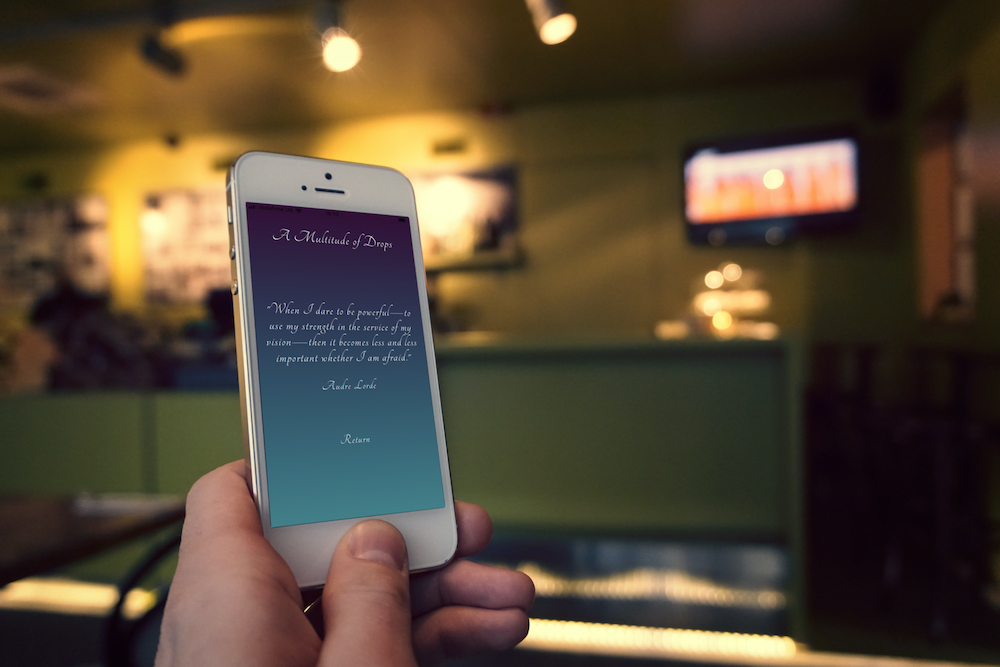 A Multitude of Drops
"When I dare to be powerful—to
use my strength in the service of my
vision—then it becomes less and less
important whether I am afraid."
Audre Lorde
Return